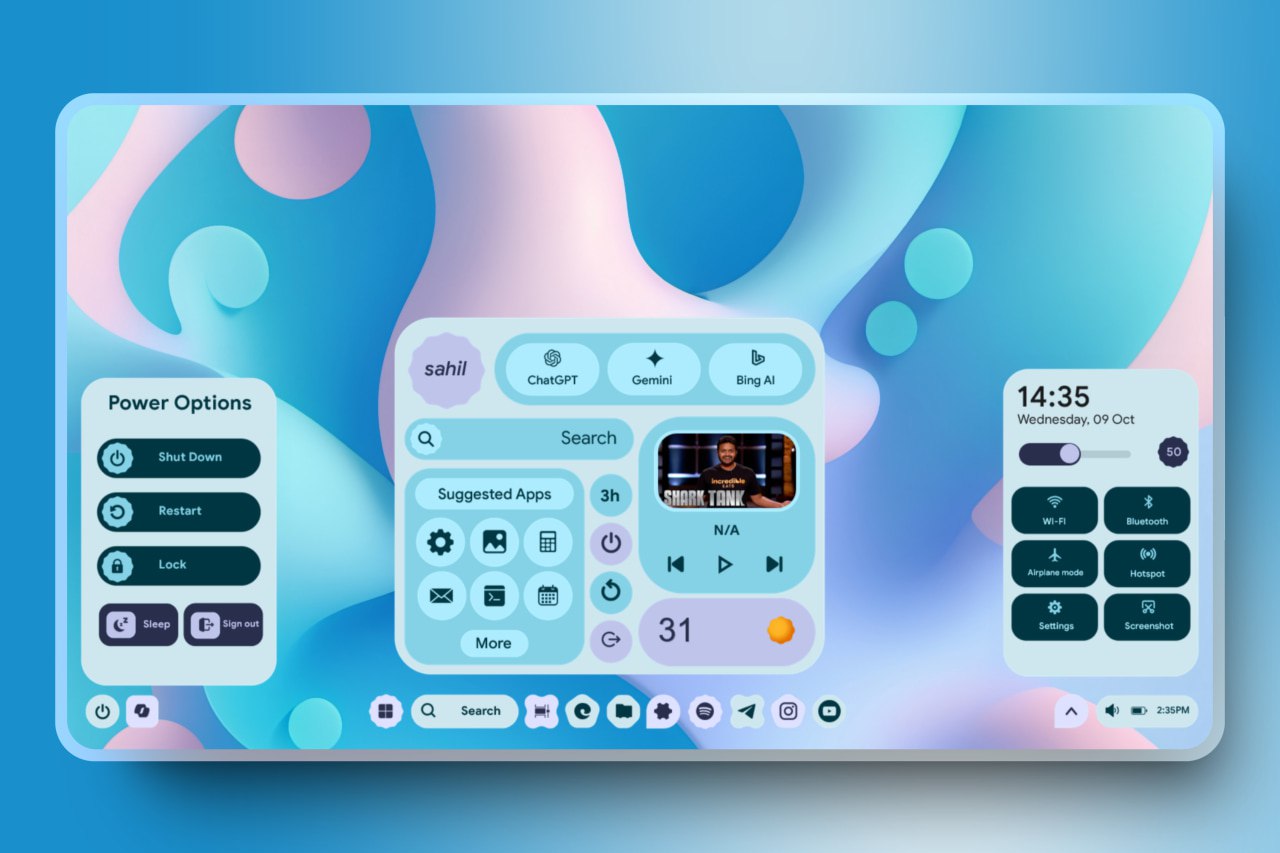 Power Options
Shut Down
Restart
Lock
Sleep
Sign out
sahil
ChatGPT
Gemini
Bing AI
Search
Suggested Apps
More
3h
incredible
EATS
SHARK TANK
N/A
31
14:35
Wednesday, 09 Oct
50
Wi-Fi
Bluetooth
Airplane mode
Hotspot
Settings
Screenshot
Search
2:35PM